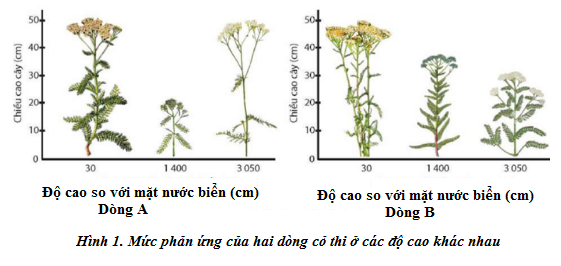 Chiều cao cây (cm)
50
40
30
20
10
0
30
1 400
3 050
Độ cao so với mặt nước biển (cm)
Dòng A
Chiều cao cây (cm)
50
40
30
20
10
0
30
1 400
3 050
Độ cao so với mặt nước biển (cm)
Dòng B
Hình 1. Mức phản ứng của hai dòng cỏ thi ở các độ cao khác nhau